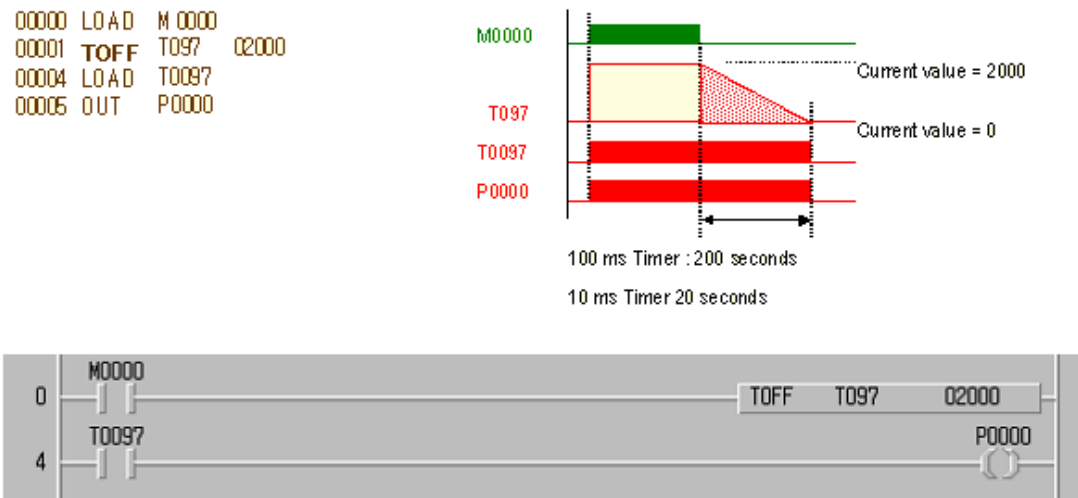 00000 LOAD M 0000
00001 TOFF T097 02000
00004 LOAD T0097
00005 OUT P0000
M0000
Current value = 2000
T097
Current value = 0
T0097
P0000
100 ms Timer : 200 seconds
10 ms Timer 20 seconds
M0000
0 TOFF T097 02000
T0097 P0000
4